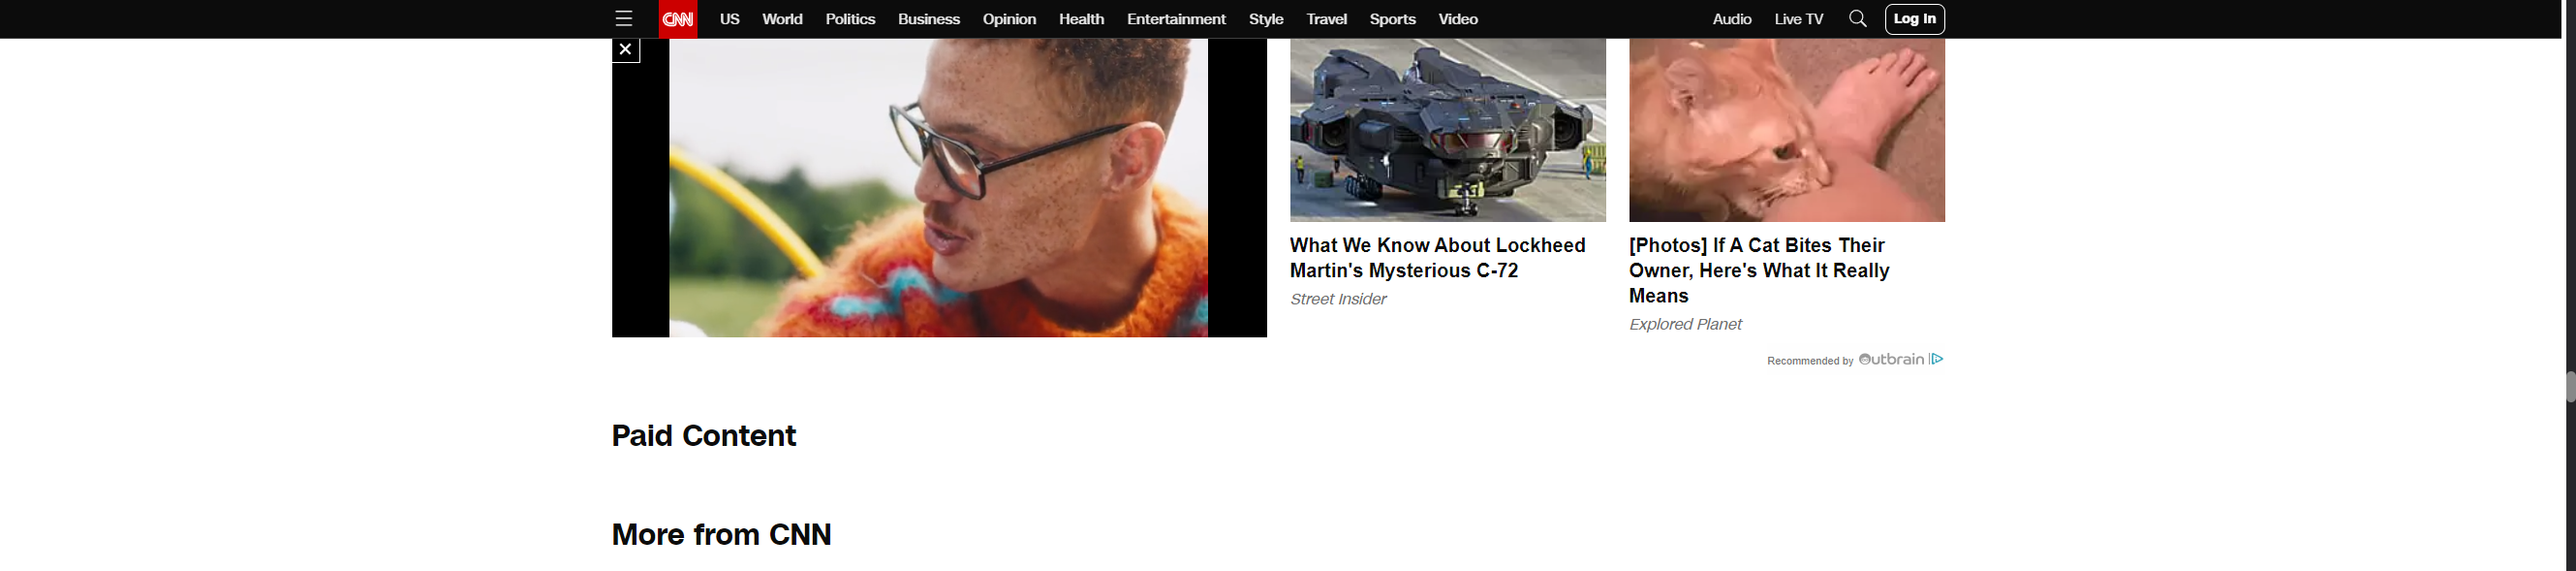 CNN US World Politics Business Opinion Health Entertainment Style Travel Sports Video Audio Live TV Log In
What We Know About Lockheed
Martin's Mysterious C-72
Street Insider
[Photos] If A Cat Bites Their
Owner, Here's What It Really
Means
Explored Planet
Recommended by Outbrain
Paid Content
More from CNN